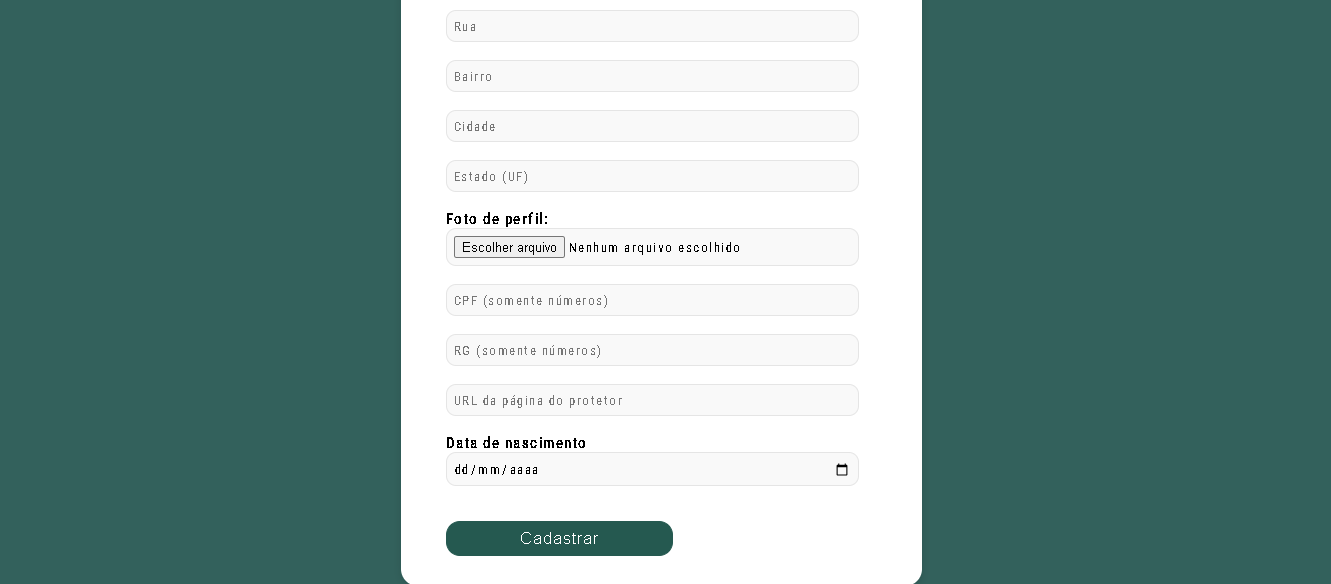 Rua
Bairro
Cidade
Estado (UF)
Foto de perfil:
Escolher arquivo Nenhum arquivo escolhido
CPF (somente números)
RG (somente números)
URL da página do protetor
Data de nascimento
dd/mm/aaaa
Cadastrar